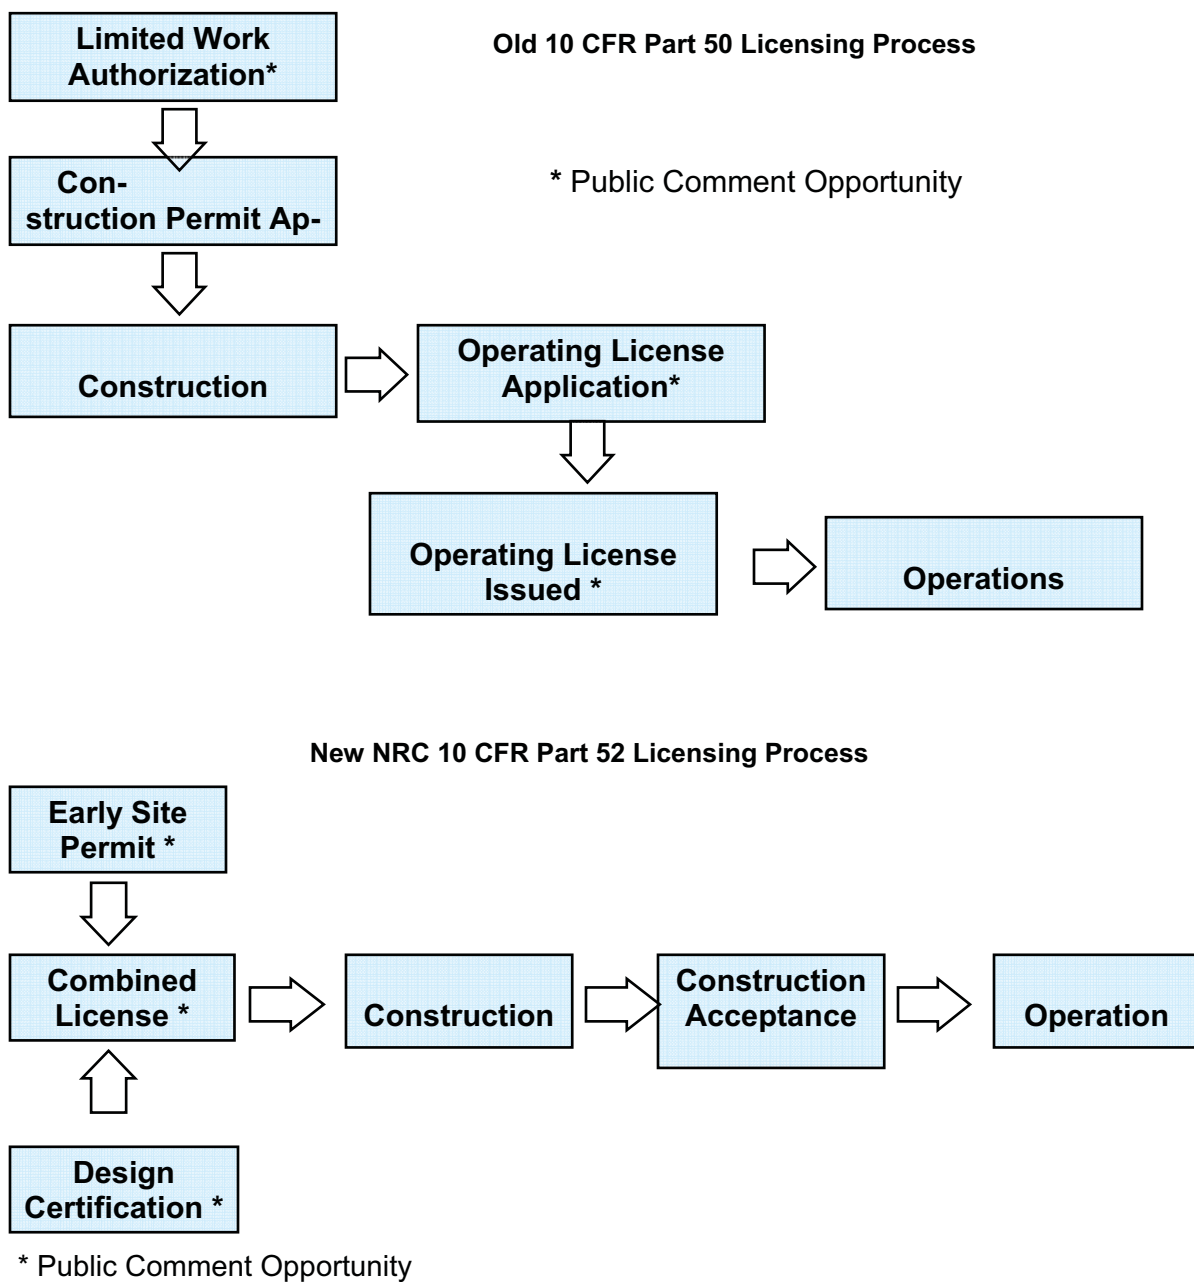 Limited Work
Authorization*
Old 10 CFR Part 50 Licensing Process
Con-
struction Permit Ap-
* Public Comment Opportunity
Construction
Operating License
Application*
Operating License
Issued *
Operations
New NRC 10 CFR Part 52 Licensing Process
Early Site
Permit *
Combined
License *
Construction
Construction
Acceptance
Operation
Design
Certification *
* Public Comment Opportunity